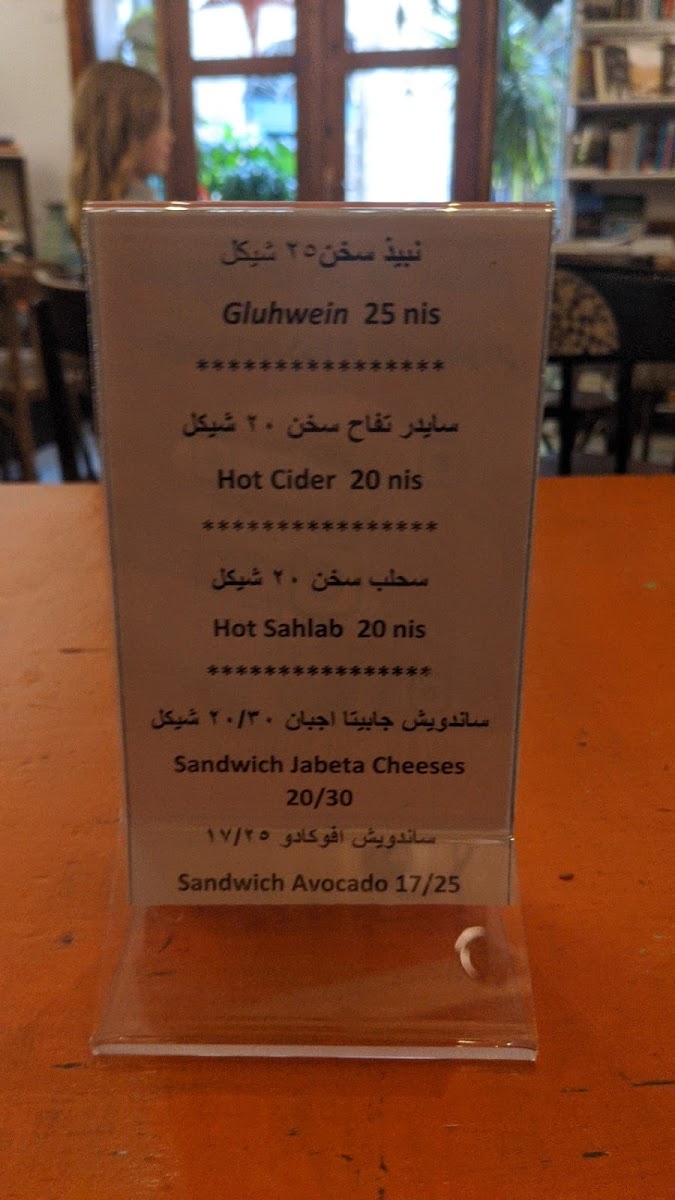 نبيذ سخن٢٥ شيكل
Gluhwein 25 nis
****************
سايدر تفاح سخن ٢٠ شيكل
Hot Cider 20 nis
****************
سحلب سخن ٢٠ شيكل
Hot Sahlab 20 nis
****************
ساندويش جابيتا اجبان ٢٠/٣٠ شيكل
Sandwich Jabeta Cheeses
20/30
ساندويش افوكادو ١٧/٢٥
Sandwich Avocado 17/25